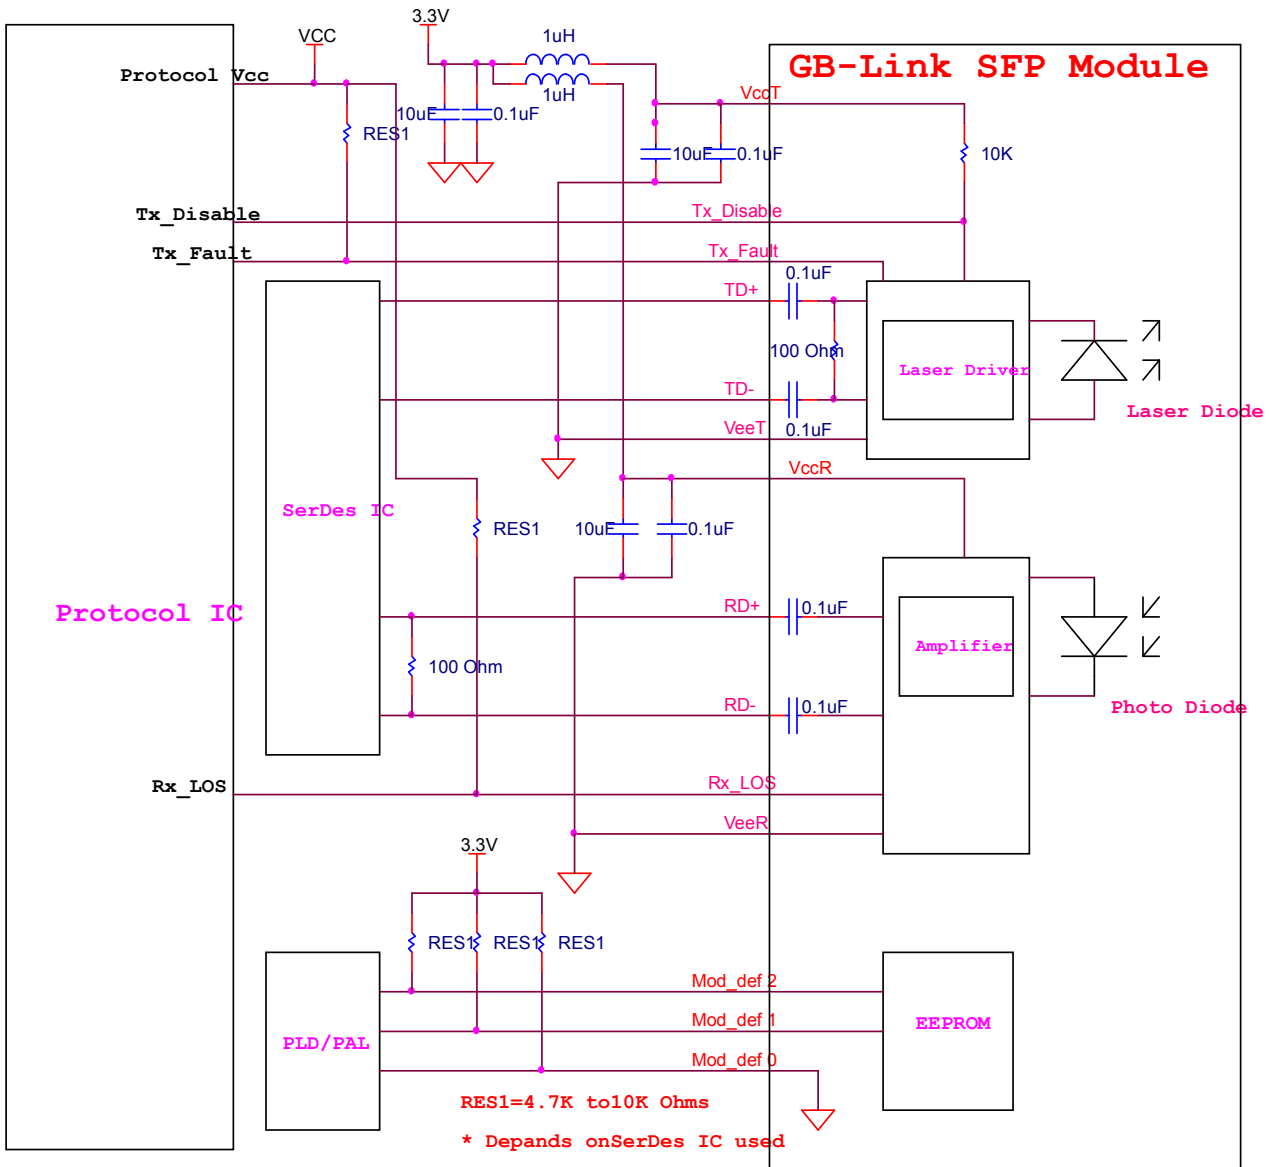 3.3V
1uH
VCC
GB-Link SFP Module
Protocol Vcc
1uH
VccT
10uF
0.1uF
RES1
10uF
0.1uF
10K
Tx_Disable
Tx_Disable
Tx_Fault
Tx_Fault
0.1uF
TD+
100 Ohm
Laser Driver
TD-
Laser Diode
VeeT
0.1uF
VccR
SerDes IC
RES1
10uF
0.1uF
Protocol IC
RD+
0.1uF
Amplifier
100 Ohm
RD-
0.1uF
Photo Diode
Rx_LOS
Rx_LOS
VeeR
3.3V
RES1
RES1
RES1
Mod_def 2
Mod_def 1
EEPROM
PLD/PAL
Mod_def 0
RES1=4.7K to10K Ohms
* Depands onSerDes IC used